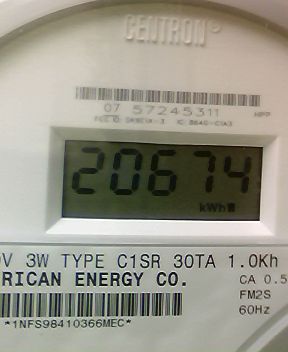 CENTRON®
07 57245311
20674
kWh
V 3W TYPE C1SR 30TA 1.0Kh
RICAN ENERGY CO.
CA 0.5
FM2S
60Hz
*1NFS98410366MEC*